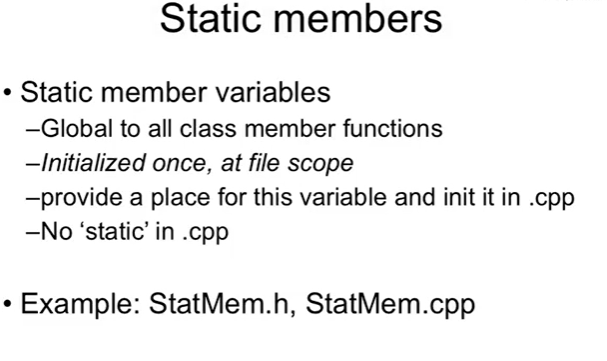 Static members
• Static member variables
–Global to all class member functions
–Initialized once, at file scope
–provide a place for this variable and init it in .cpp
–No ‘static’ in .cpp
• Example: StatMem.h, StatMem.cpp